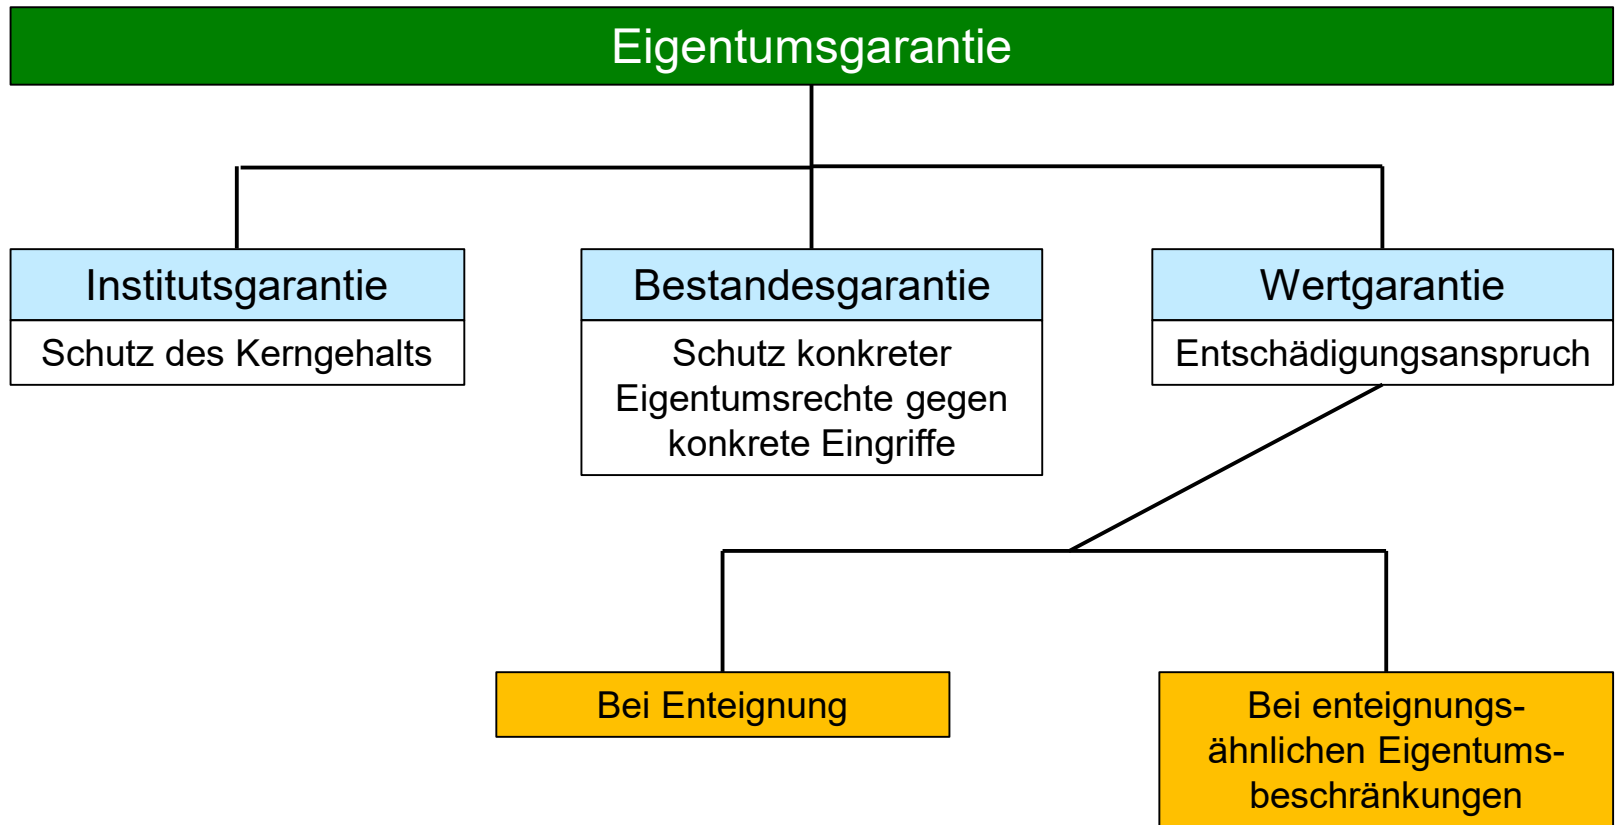 Eigentumsgarantie
Institutsgarantie
Schutz des Kerngehalts
Bestandesgarantie
Schutz konkreter
Eigentumsrechte gegen
konkrete Eingriffe
Wertgarantie
Entschädigungsanspruch
Bei Enteignung
Bei enteignungs-
ähnlichen Eigentums-
beschränkungen